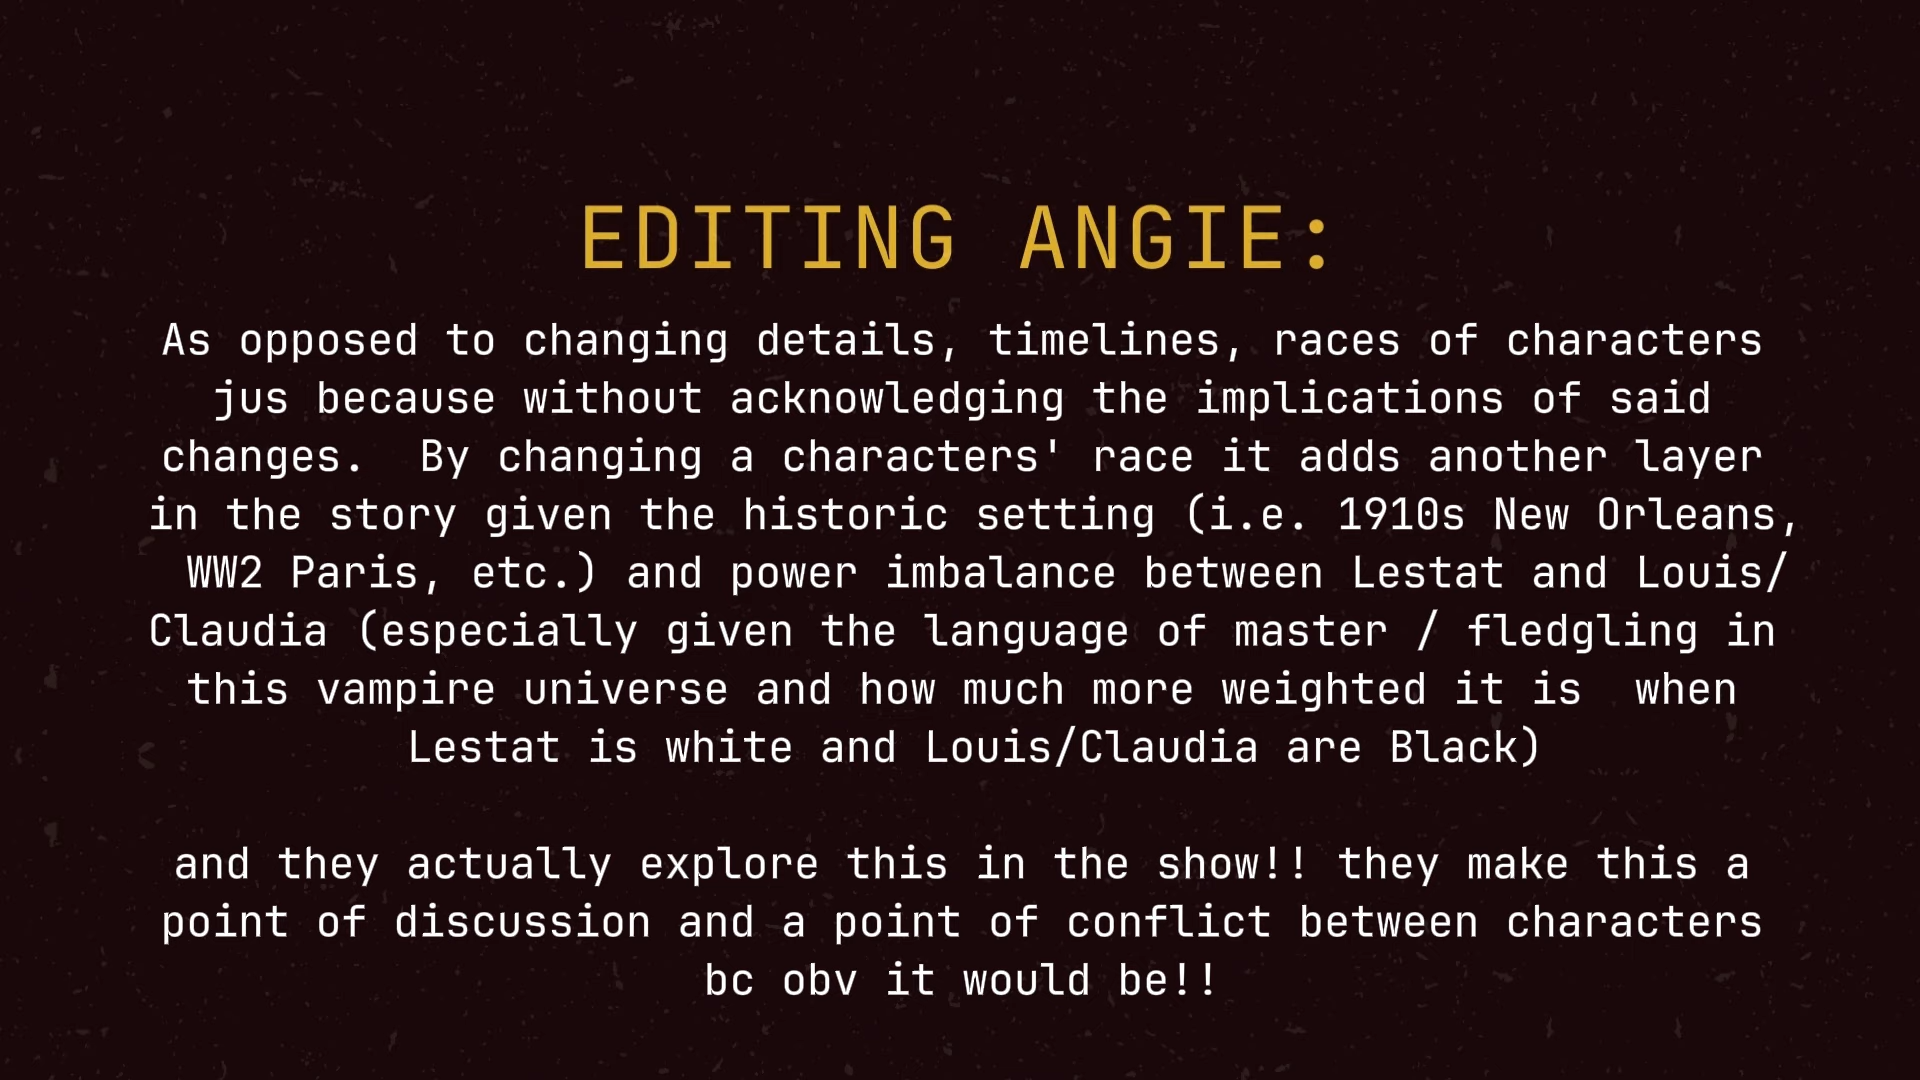 EDITING ANGIE:
As opposed to changing details, timelines, races of characters
jus because without acknowledging the implications of said
changes.  By changing a characters' race it adds another layer
in the story given the historic setting (i.e. 1910s New Orleans,
WW2 Paris, etc.) and power imbalance between Lestat and Louis/
Claudia (especially given the language of master / fledgling in
this vampire universe and how much more weighted it is  when
Lestat is white and Louis/Claudia are Black)
and they actually explore this in the show!! they make this a
point of discussion and a point of conflict between characters
bc obv it would be!!